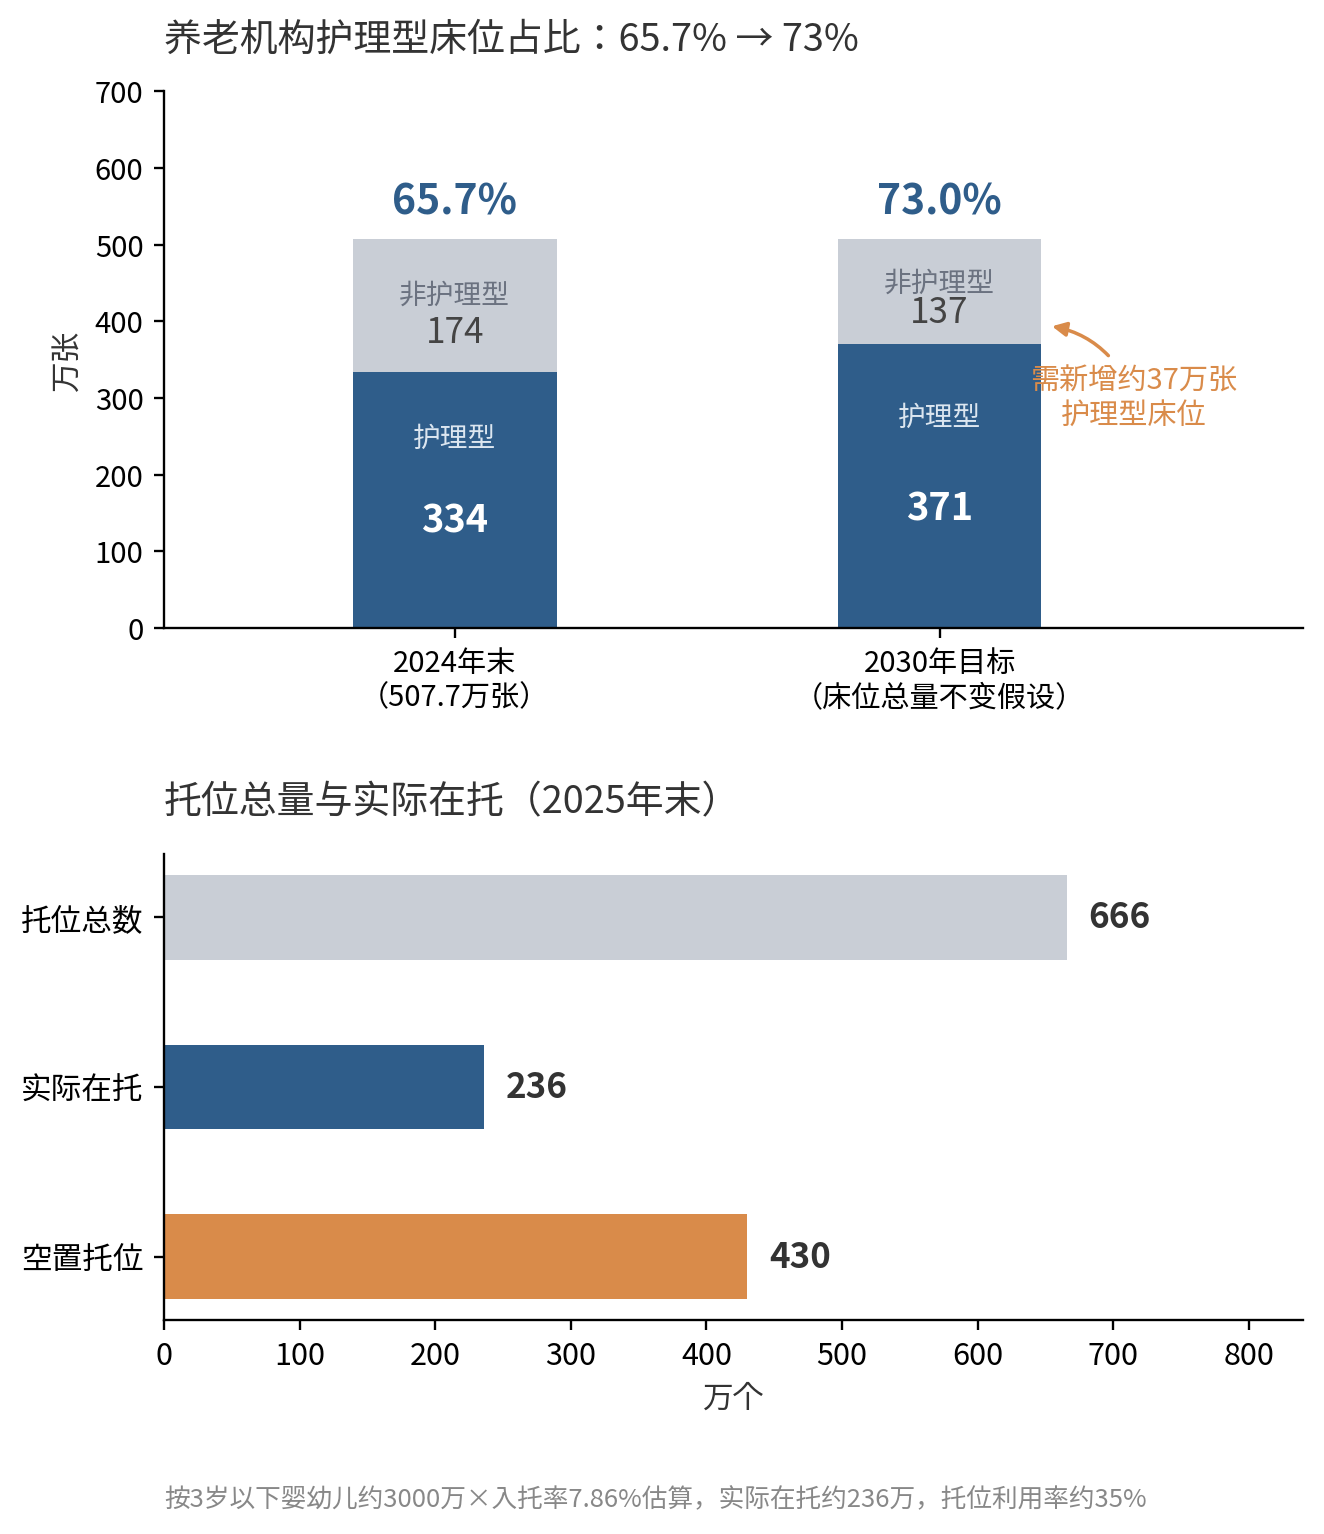 养老机构护理型床位占比：65.7% → 73%
700
600
500
400
300
200
100
0
万张
65.7%
非护理型
174
护理型
334
73.0%
非护理型
137
护理型
371
需新增约37万张
护理型床位
2024年末
（507.7万张）
2030年目标
（床位总量不变假设）
托位总量与实际在托（2025年末）
托位总数
666
实际在托
236
空置托位
430
0 100 200 300 400 500 600 700 800
万个
按3岁以下婴幼儿约3000万×入托率7.86%估算，实际在托约236万，托位利用率约35%